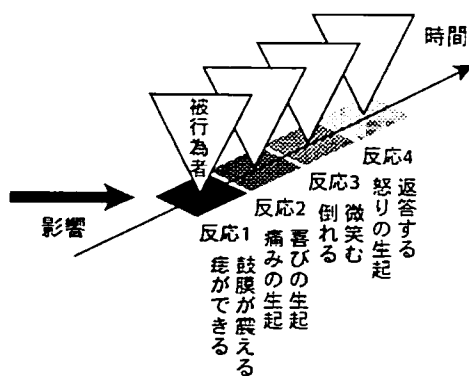 時間
被行為者
影響
反応1
鼓膜が震える
痣ができる
反応2
喜びの生起
痛みの生起
反応3
微笑む
倒れる
反応4
返答する
怒りの生起